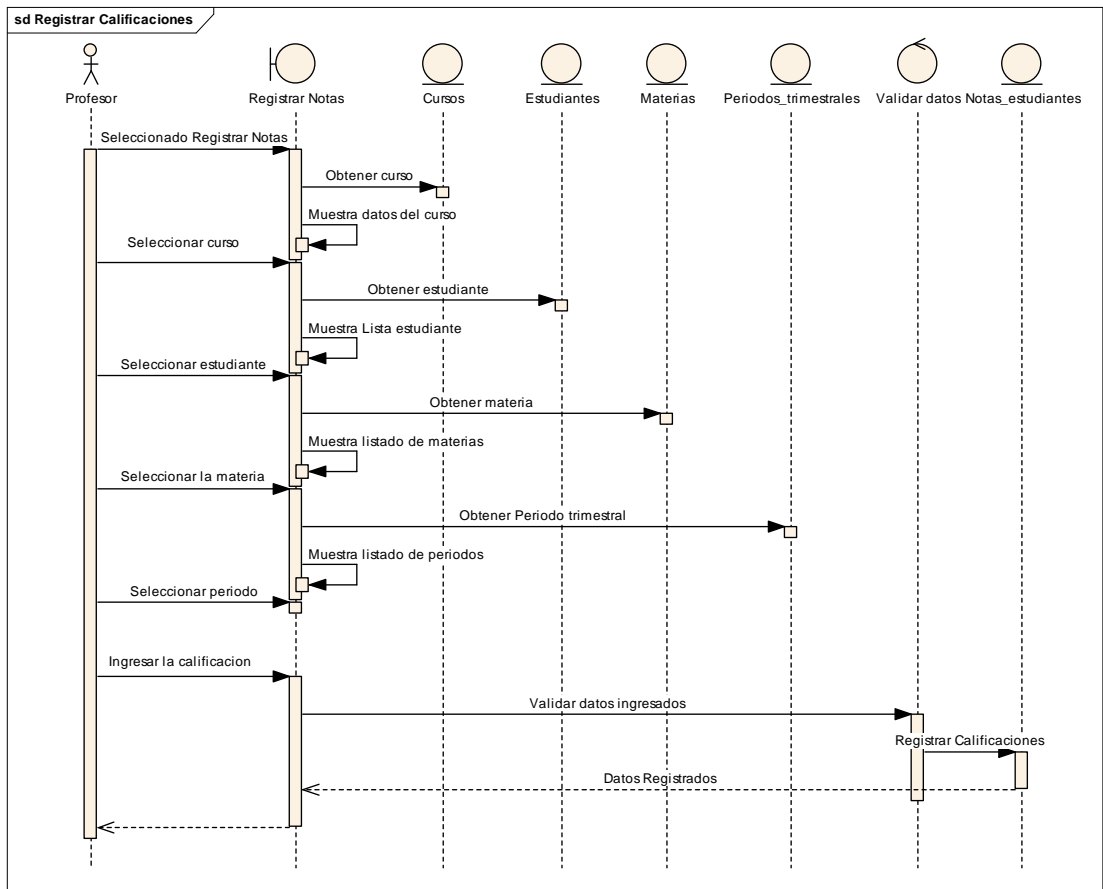 sd Registrar Calificaciones
Profesor
Registrar Notas
Cursos
Estudiantes
Materias
Periodos_trimestrales
Validar datos
Notas_estudiantes
Seleccionado Registrar Notas
Obtener curso
Muestra datos del curso
Seleccionar curso
Obtener estudiante
Muestra Lista estudiante
Seleccionar estudiante
Obtener materia
Muestra listado de materias
Seleccionar la materia
Obtener Periodo trimestral
Muestra listado de periodos
Seleccionar periodo
Ingresar la calificacion
Validar datos ingresados
Registrar Calificaciones
Datos Registrados